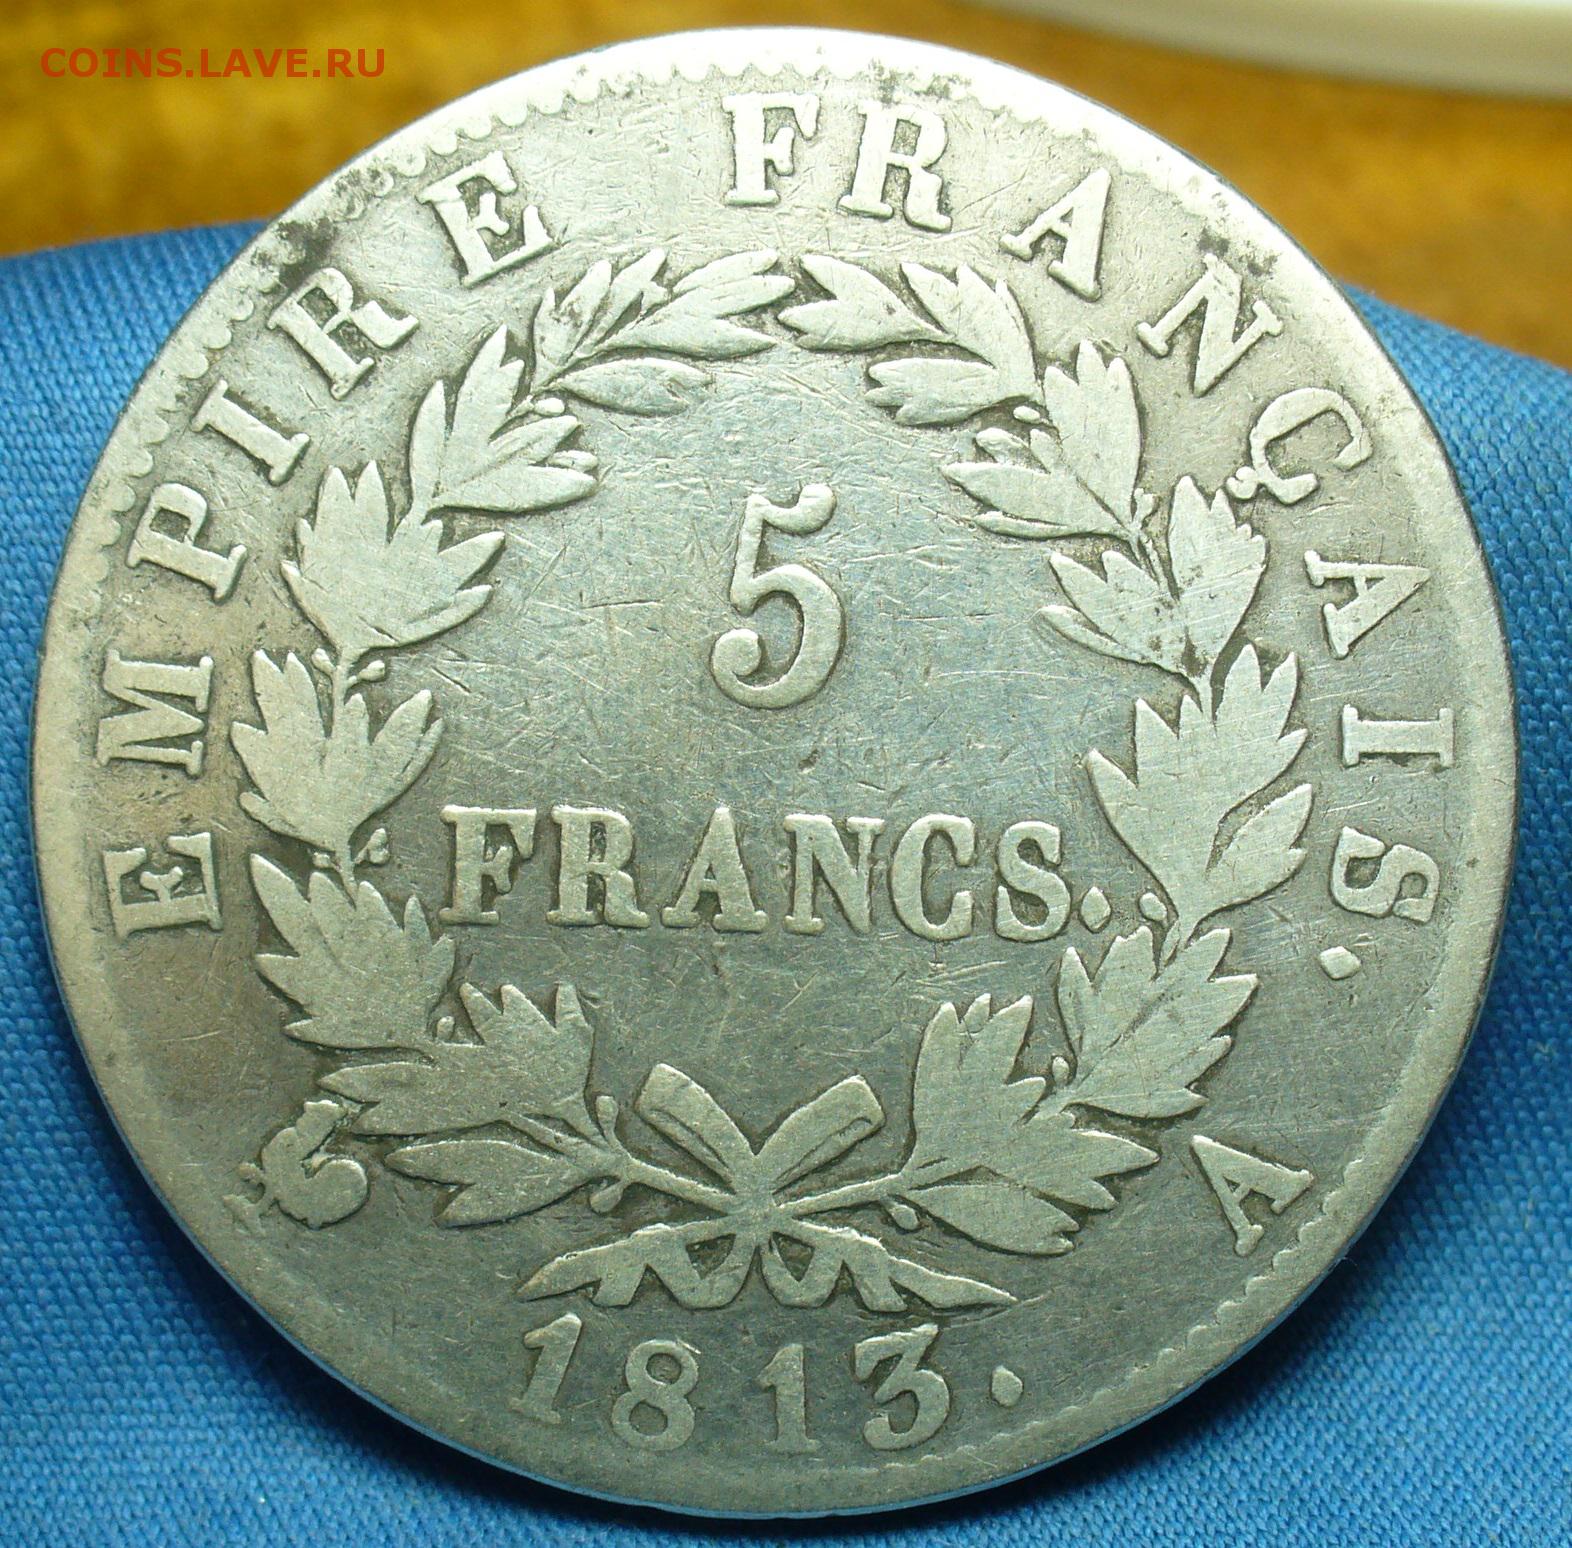 COINS.LAVE.RU
EMPIRE FRANÇAIS.
5
FRANCS.
A
1813.